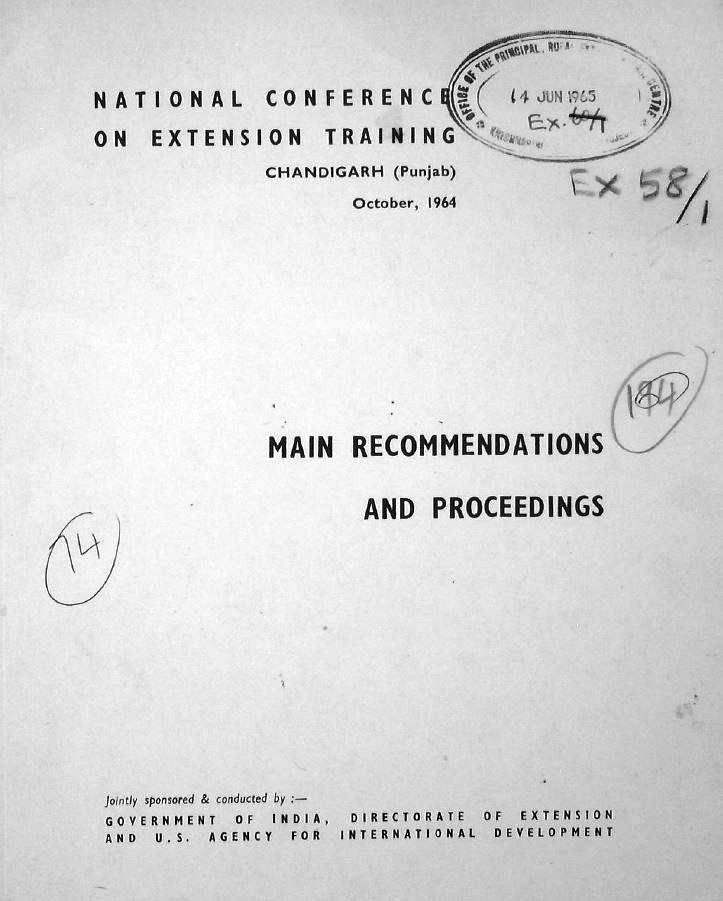 NATIONAL CONFERENCE
ON EXTENSION TRAINING
CHANDIGARH (Punjab)
October, 1964
OFFICE OF THE PRINCIPAL, CENTRE
14 JUN 1965
Ex.
EX 58/1
MAIN RECOMMENDATIONS
AND PROCEEDINGS
14
Jointly sponsored & conducted by :—
GOVERNMENT OF INDIA, DIRECTORATE OF EXTENSION
AND U.S. AGENCY FOR INTERNATIONAL DEVELOPMENT